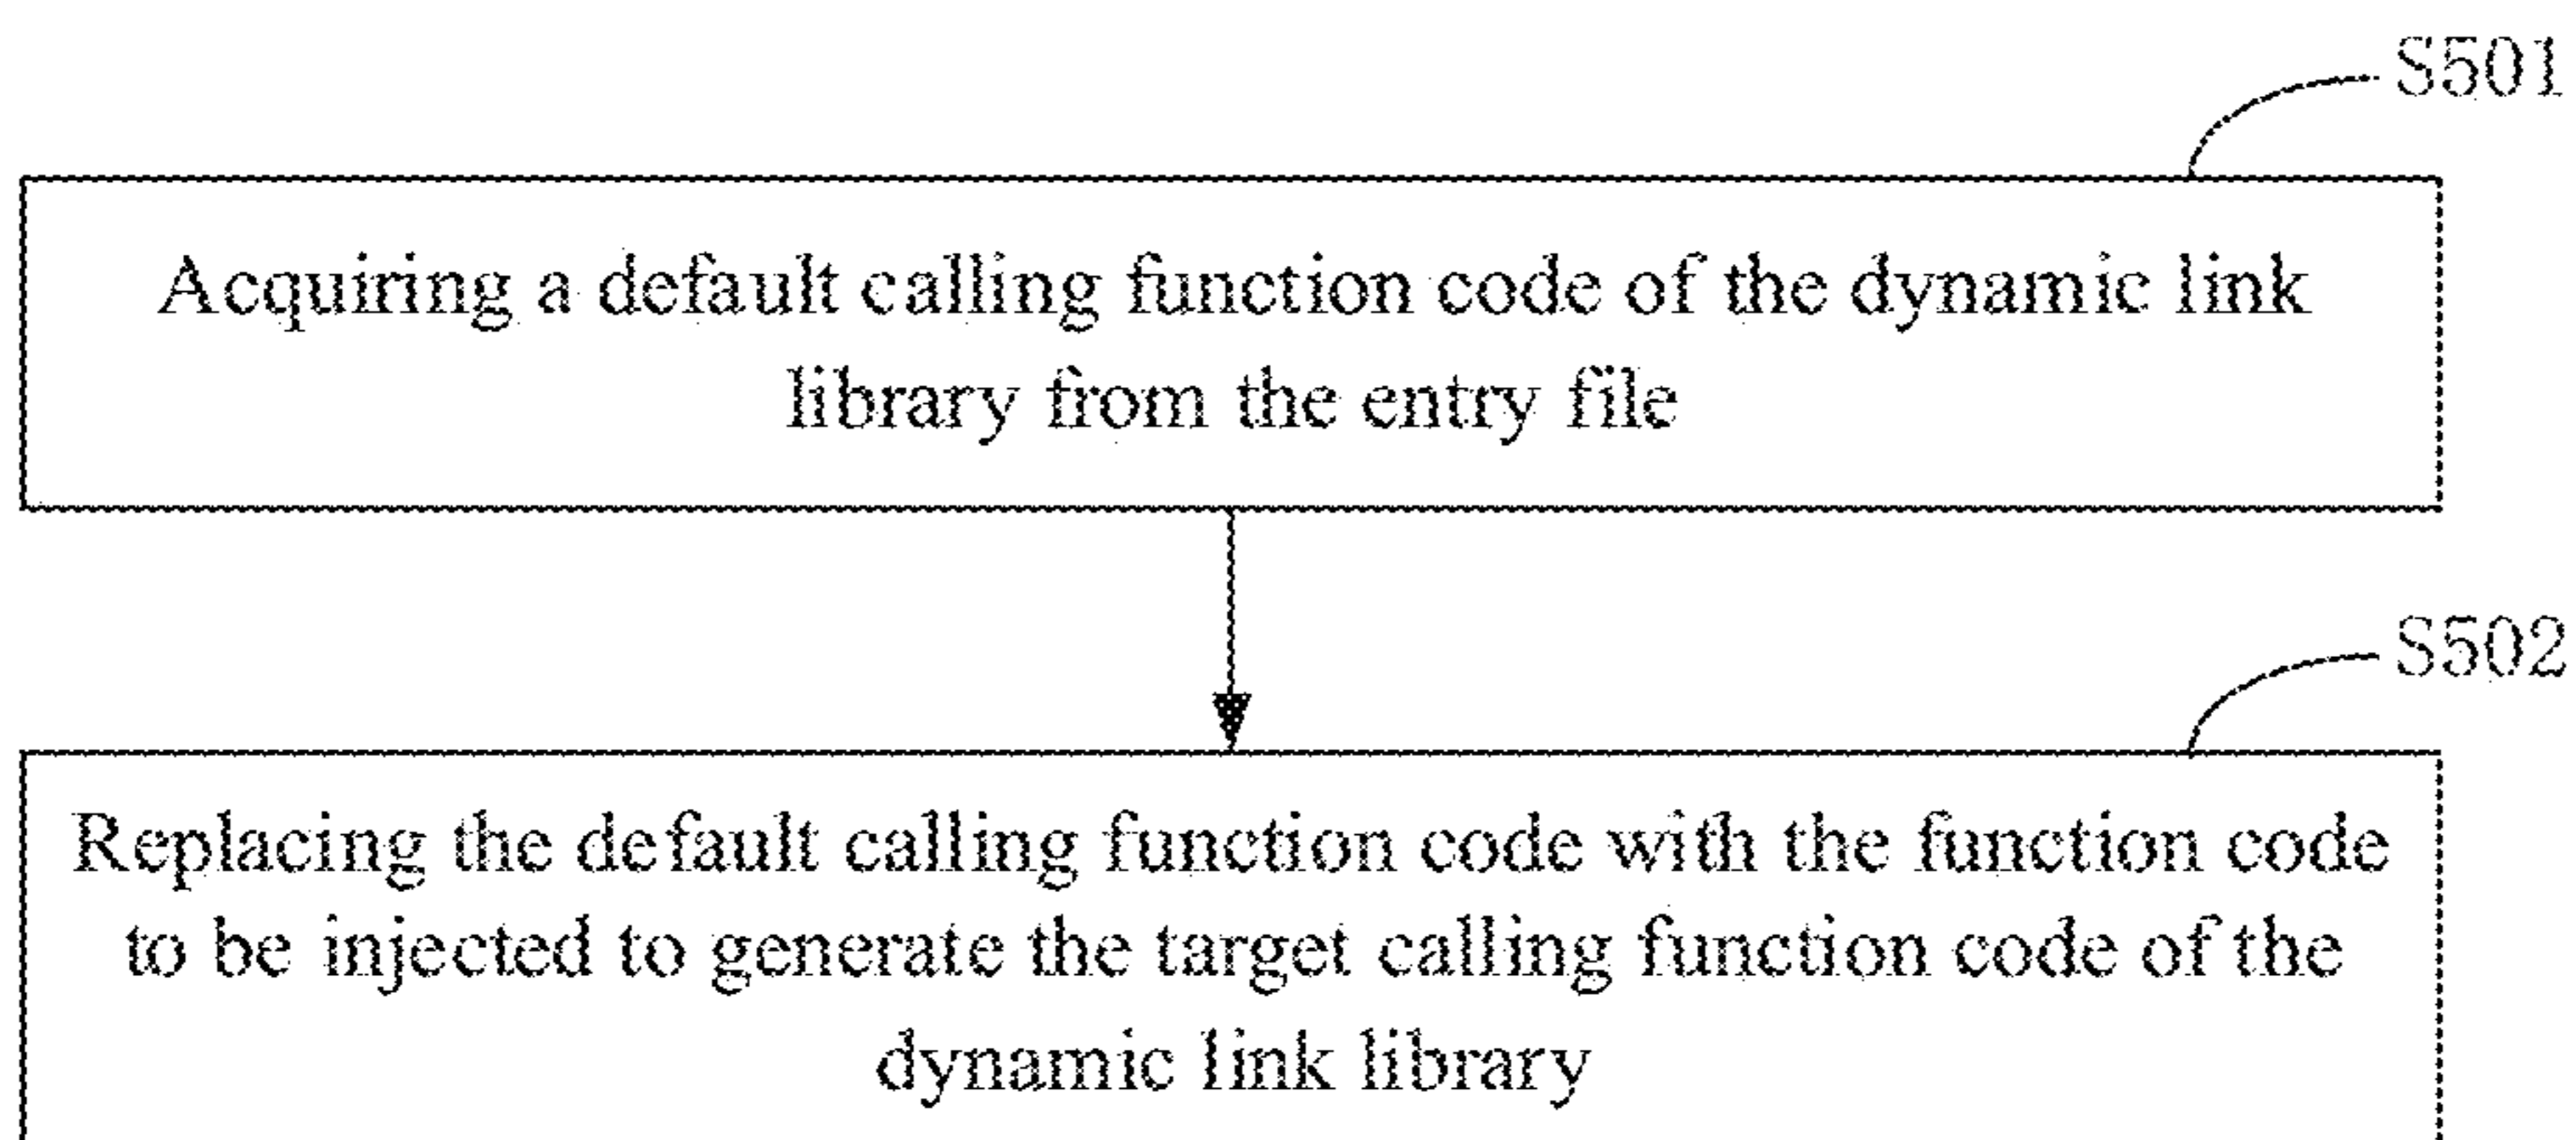 S501
Acquiring a default calling function code of the dynamic link
library from the entry file
S502
Replacing the default calling function code with the function code
to be injected to generate the target calling function code of the
dynamic link library